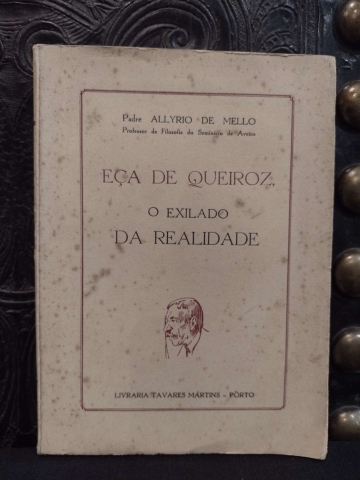 Padre ALLYRIO DE MELLO
Professor de Filosofia do Seminário de Aveiro
EÇA DE QUEIROZ,
O EXILADO
DA REALIDADE
LIVRARIA TAVARES MARTINS - PÔRTO